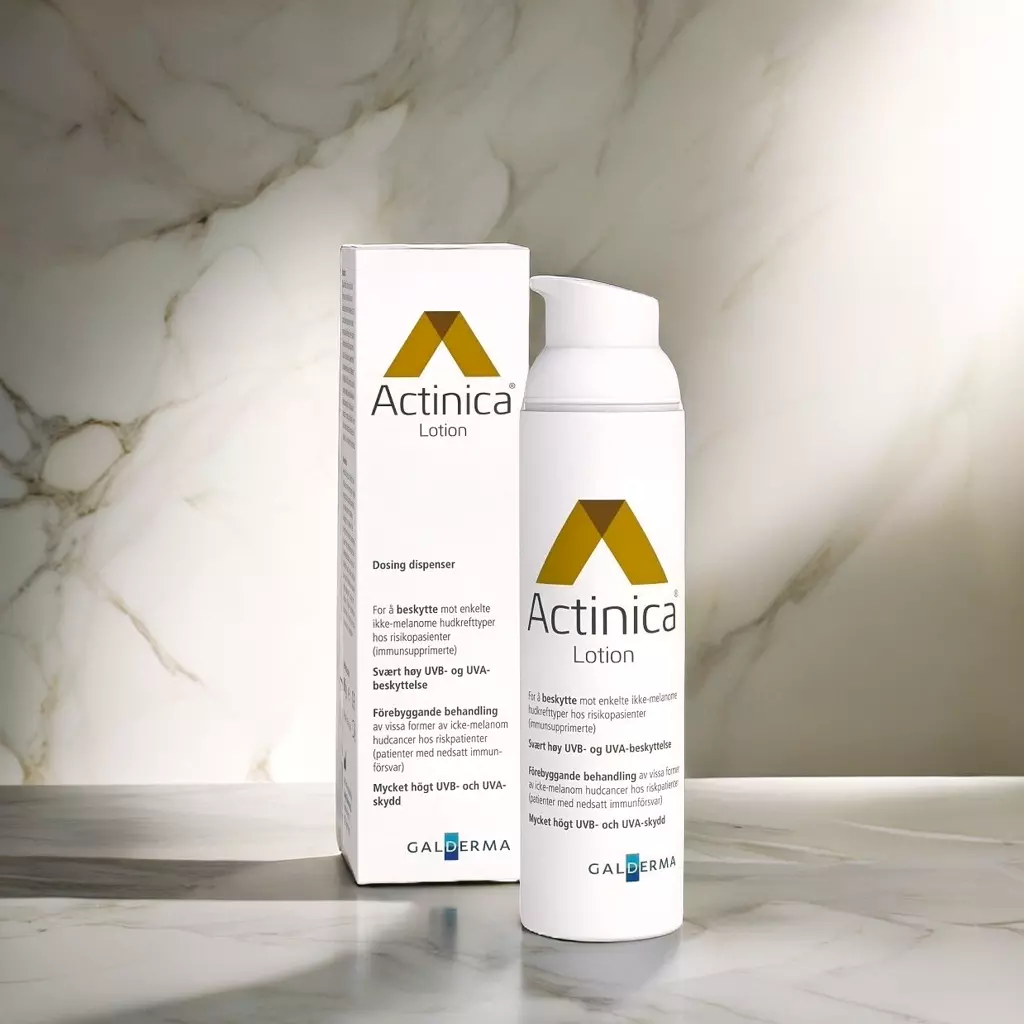 Actinica®
Lotion
Dosing dispenser
For å beskytte mot enkelte
ikke-melanome hudkrefttyper
hos risikopasienter
(immunsupprimerte)
Svært høy UVB- og UVA-
beskyttelse
Förebyggande behandling
av vissa former av icke-melanom
hudcancer hos riskpatienter
(patienter med nedsatt immun-
försvar)
Mycket högt UVB- och UVA-
skydd
GALDERMA
Actinica®
Lotion
For å beskytte mot enkelte ikke-melanome
hudkrefttyper hos risikopasienter
(immunsupprimerte)
Svært høy UVB- og UVA-beskyttelse
Förebyggande behandling av vissa former
av icke-melanom hudcancer hos riskpatienter
(patienter med nedsatt immunförsvar)
Mycket högt UVB- och UVA-skydd
GALDERMA